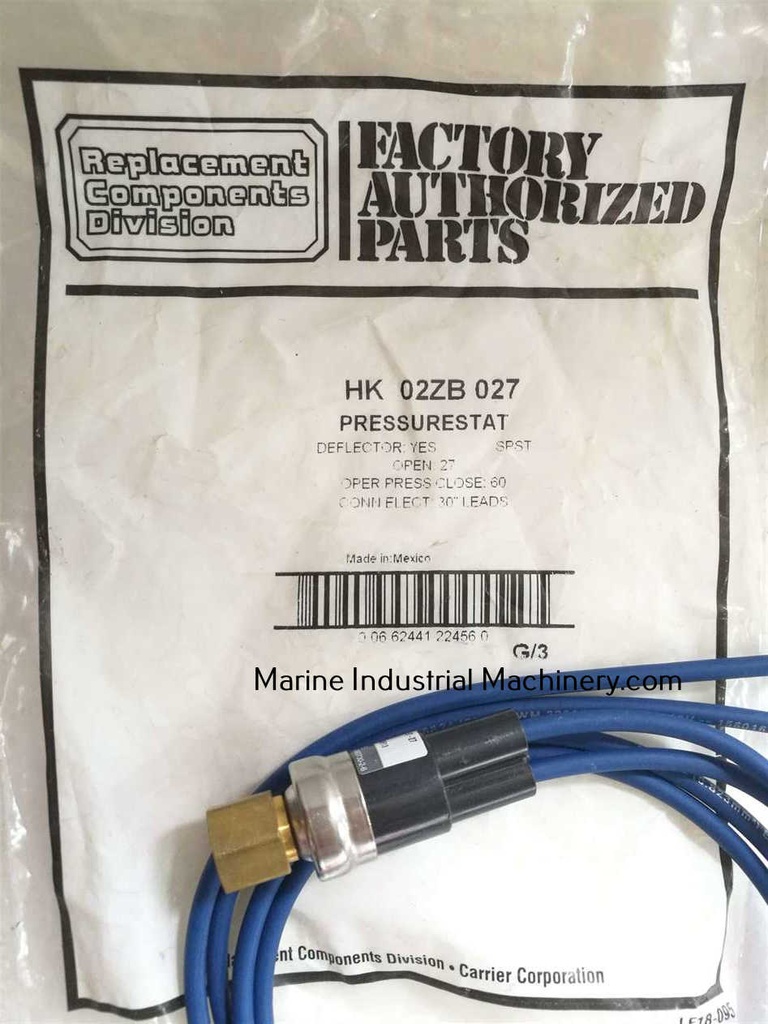 Replacement
Components
Division
FACTORY
AUTHORIZED
PARTS
HK 02ZB 027
PRESSURESTAT
DEFLECTOR: YES SPST
OPEN: 27
OPER PRESS CLOSE: 60
CONN ELECT: 30" LEADS
Made in: Mexico
0 06 62441 22456 0
G/3
Marine Industrial Machinery.com
Components Division • Carrier Corporation
LF18-095